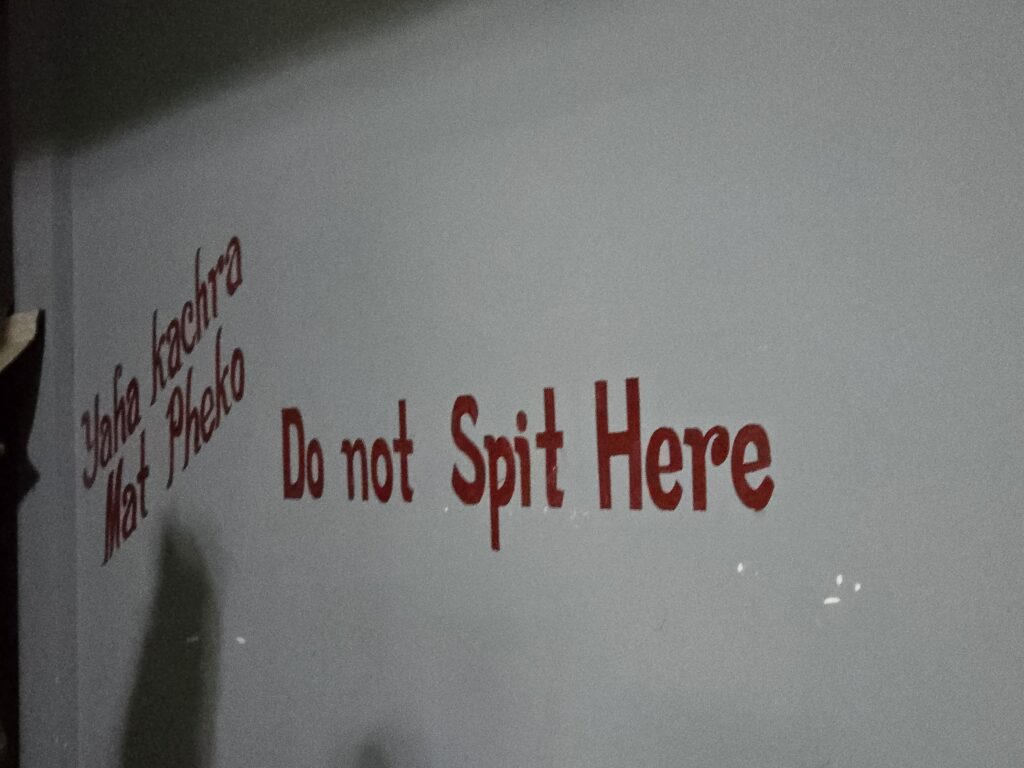 Yaha kachra
Mat Pheko
Do not Spit Here